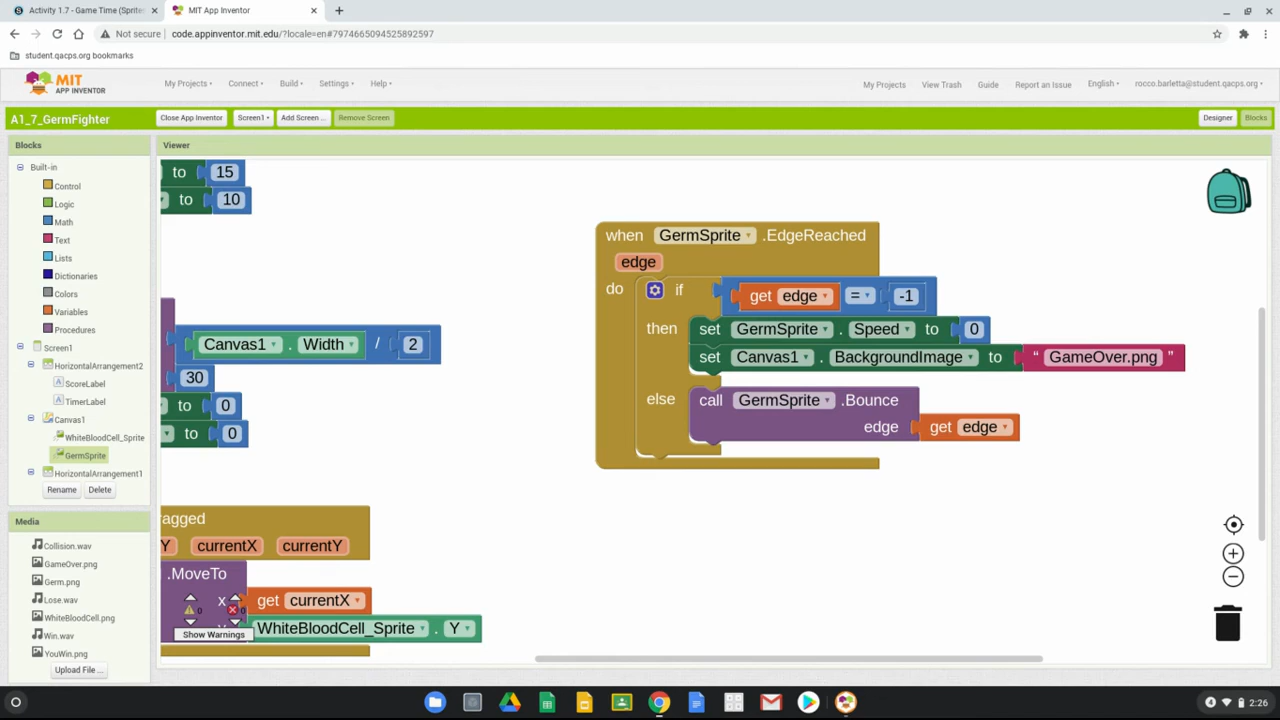 Activity 1.7 - Game Time (Sprite
MIT App Inventor
Not secure
code.appinventor.mit.edu/?locale=en#7974665094525892597
student.qacps.org bookmarks
MIT
APP INVENTOR
My Projects
Connect
Build
Settings
Help
My Projects
View Trash
Guide
Report an Issue
English
rocco.barletta@student.qacps.org
A1_7_GermFighter
Close App Inventor
Screen1
Add Screen ...
Remove Screen
Designer
Blocks
Blocks
Built-in
Control
Logic
Math
Text
Lists
Dictionaries
Colors
Variables
Procedures
Screen1
HorizontalArrangement2
ScoreLabel
TimerLabel
Canvas1
WhiteBloodCell_Sprite
GermSprite
HorizontalArrangement1
Rename
Delete
Media
Collision.wav
GameOver.png
Germ.png
Lose.wav
WhiteBloodCell.png
Win.wav
YouWin.png
Upload File ...
Viewer
to 15
to 10
Canvas1 . Width / 2
30
to 0
to 0
agged
Y currentX currentY
.MoveTo
x get currentX
WhiteBloodCell_Sprite . Y
0 0
Show Warnings
when GermSprite .EdgeReached
edge
do if get edge = -1
then set GermSprite . Speed to 0
set Canvas1 . BackgroundImage to “ GameOver.png ”
else call GermSprite .Bounce
edge get edge
4 2:26